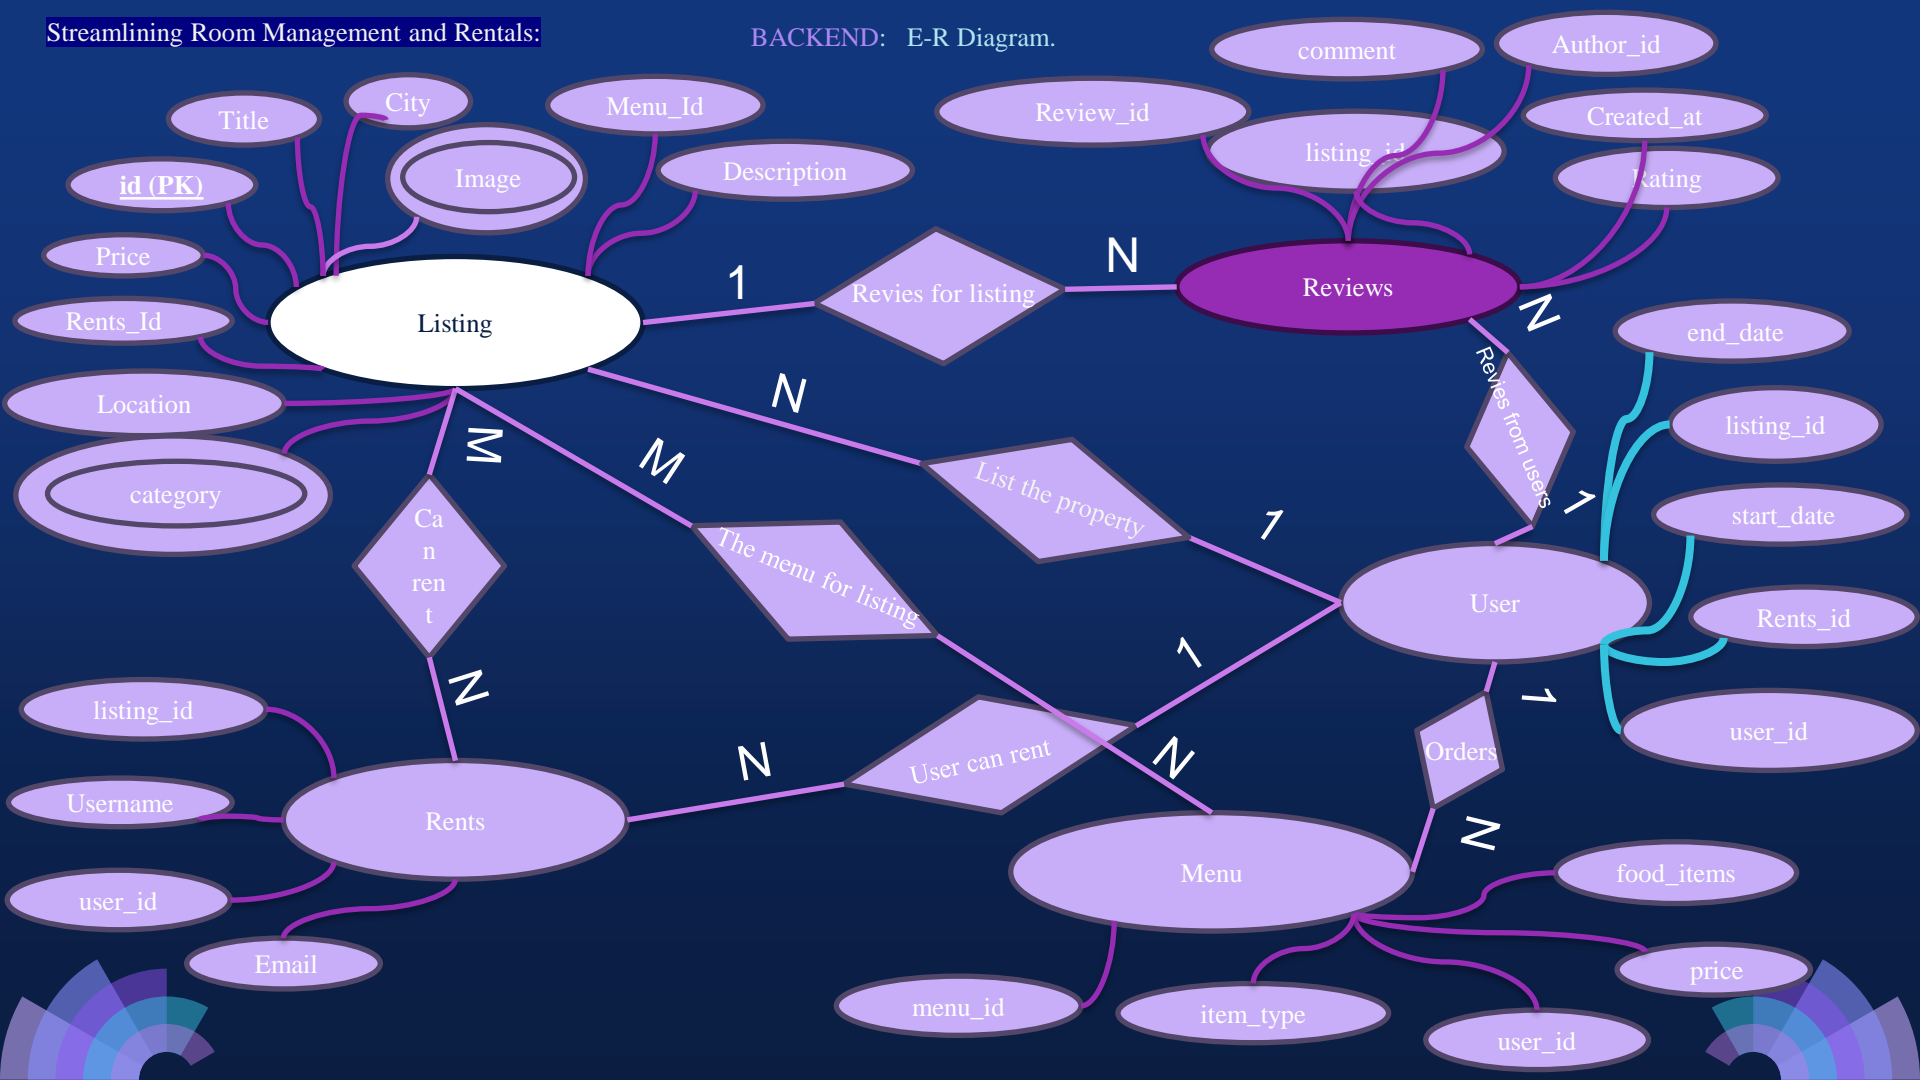 Streamlining Room Management and Rentals:
BACKEND: E-R Diagram.
comment
Author_id
Title
City
Menu_Id
Review_id
Created_at
id (PK)
Image
Description
listing_id
Rating
Price
1
N
Rents_Id
Listing
Revies for listing
Reviews
N
end_date
Location
N
Revies from users
listing_id
M
M
category
List the property
1
1
start_date
Ca
n
ren
t
The menu for listing
User
Rents_id
1
N
1
listing_id
user_id
N
User can rent
N
Orders
Username
Rents
N
Menu
food_items
user_id
Email
price
menu_id
item_type
user_id